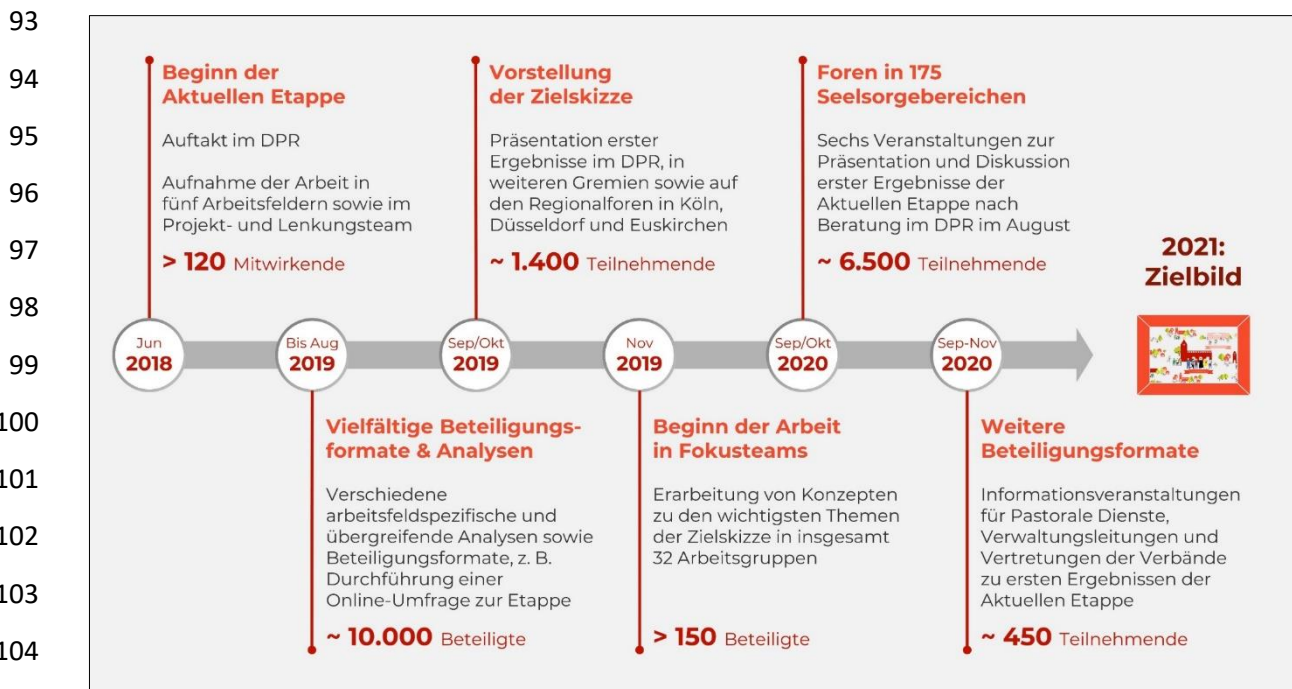 93
94
95
96
97
98
99
100
101
102
103
104
Beginn der
Aktuellen Etappe
Auftakt im DPR
Aufnahme der Arbeit in
fünf Arbeitsfeldern sowie im
Projekt- und Lenkungsteam
> 120 Mitwirkende
Vorstellung
der Zielskizze
Präsentation erster
Ergebnisse im DPR, in
weiteren Gremien sowie auf
den Regionalforen in Köln,
Düsseldorf und Euskirchen
~ 1.400 Teilnehmende
Foren in 175
Seelsorgebereichen
Sechs Veranstaltungen zur
Präsentation und Diskussion
erster Ergebnisse der
Aktuellen Etappe nach
Beratung im DPR im August
~ 6.500 Teilnehmende
2021:
Zielbild
Jun
2018
Bis Aug
2019
Sep/Okt
2019
Nov
2019
Sep/Okt
2020
Sep-Nov
2020
Vielfältige Beteiligungs-
formate & Analysen
Verschiedene
arbeitsfeldspezifische und
übergreifende Analysen sowie
Beteiligungsformate, z. B.
Durchführung einer
Online-Umfrage zur Etappe
~ 10.000 Beteiligte
Beginn der Arbeit
in Fokusteams
Erarbeitung von Konzepten
zu den wichtigsten Themen
der Zielskizze in insgesamt
32 Arbeitsgruppen
> 150 Beteiligte
Weitere
Beteiligungsformate
Informationsveranstaltungen
für Pastorale Dienste,
Verwaltungsleitungen und
Vertretungen der Verbände
zu ersten Ergebnissen der
Aktuellen Etappe
~ 450 Teilnehmende